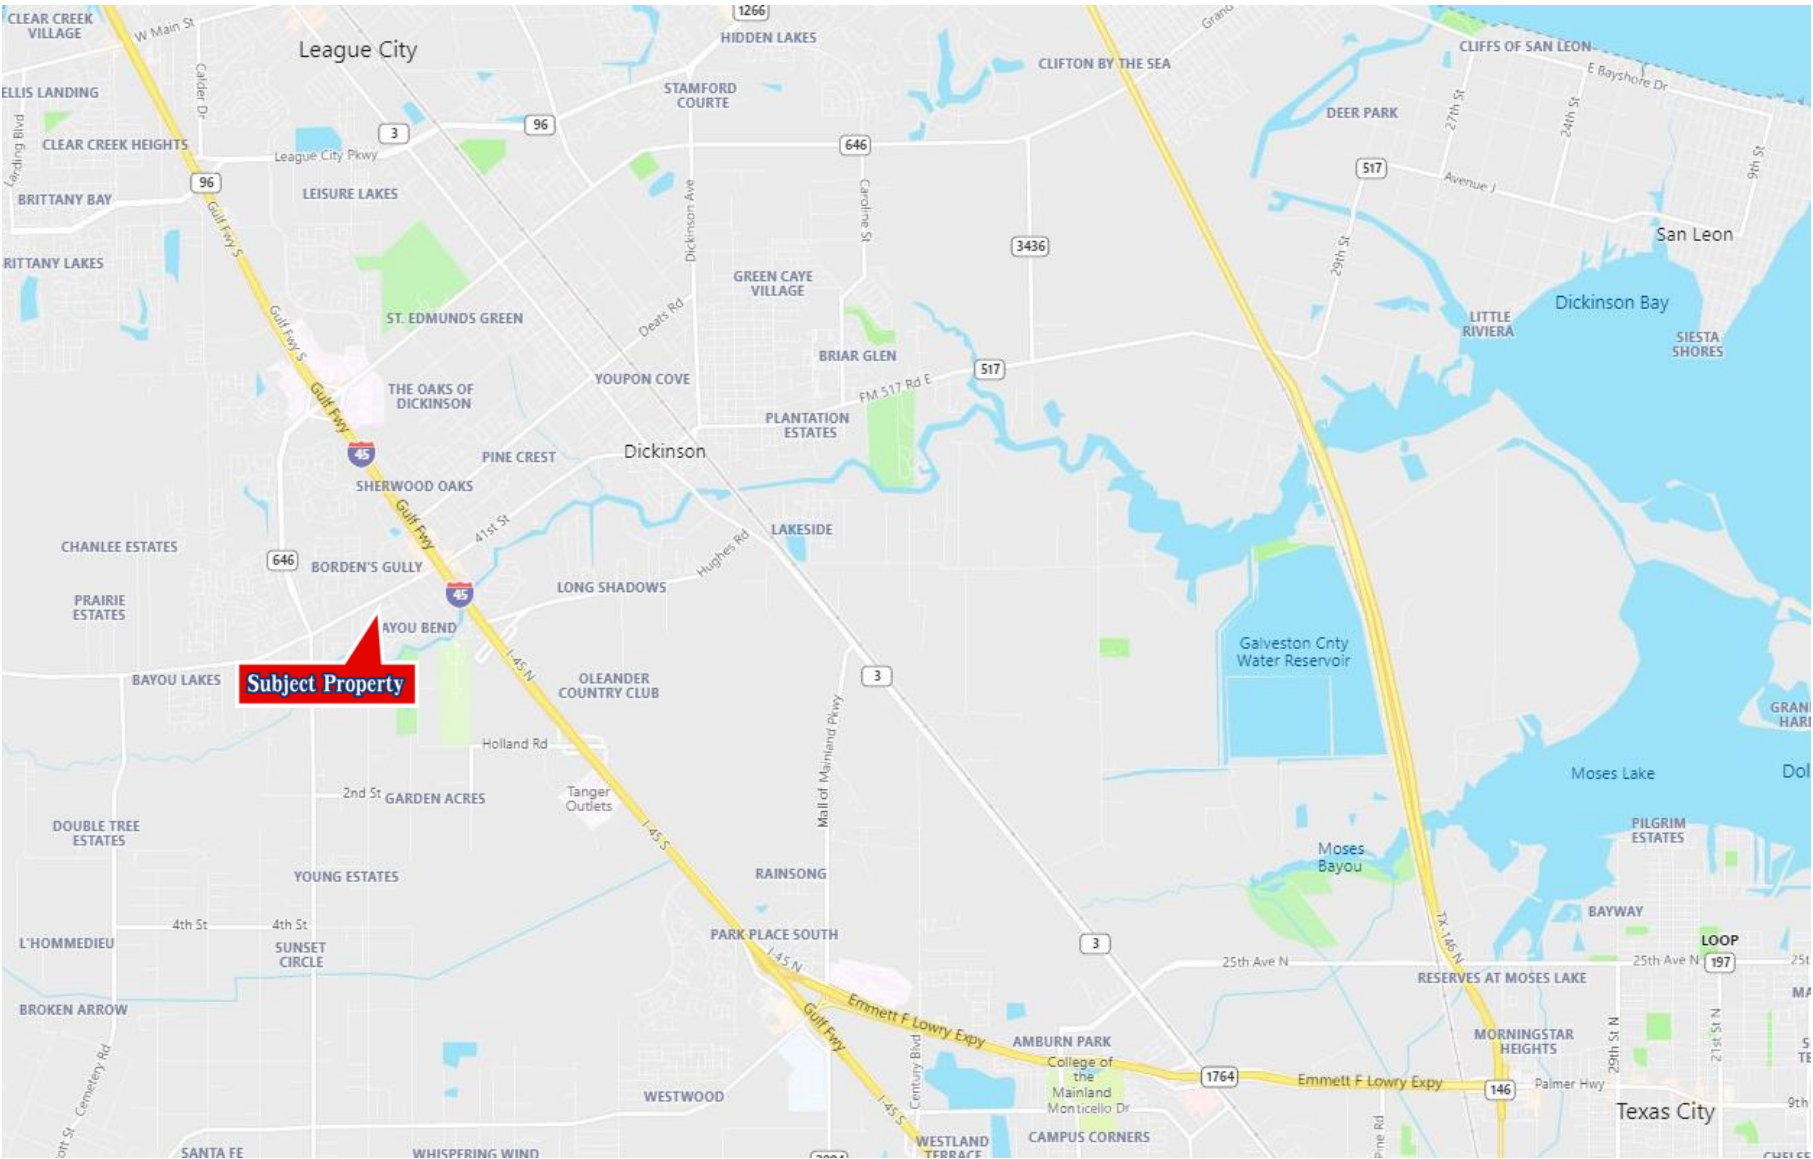 CLEAR CREEK
VILLAGE
W Main St
League City
1266
HIDDEN LAKES
Grand
CLIFFS OF SAN LEON
E Bayshore Dr
CLIFTON BY THE SEA
ELLIS LANDING
Calder Dr
STAMFORD
COURTE
DEER PARK
27th St
24th St
Landing Blvd
CLEAR CREEK HEIGHTS
3
96
League City Pkwy
646
517
Avenue J
9th St
96
BRITTANY BAY
LEISURE LAKES
Dickinson Ave
Caroline St
Gulf Fwy S
3436
29th St
San Leon
RITTANY LAKES
GREEN CAYE
VILLAGE
Dickinson Bay
Gulf Fwy S
ST. EDMUNDS GREEN
Deats Rd
LITTLE
RIVIERA
SIESTA
SHORES
BRIAR GLEN
517
YOUPON COVE
FM 517 Rd E
THE OAKS OF
DICKINSON
Gulf Fwy
PLANTATION
ESTATES
45
PINE CREST
Dickinson
SHERWOOD OAKS
Gulf Fwy
41st St
LAKESIDE
CHANLEE ESTATES
646
BORDEN'S GULLY
Hughes Rd
LONG SHADOWS
45
PRAIRIE
ESTATES
AYOU BEND
Galveston Cnty
Water Reservoir
I-45 N
BAYOU LAKES
Subject Property
OLEANDER
COUNTRY CLUB
3
GRAN
HAR
Mall of Mainland Pkwy
Holland Rd
Moses Lake
Dol
2nd St
GARDEN ACRES
Tanger
Outlets
DOUBLE TREE
ESTATES
I-45 S
PILGRIM
ESTATES
Moses
Bayou
YOUNG ESTATES
RAINSONG
4th St
4th St
PARK PLACE SOUTH
BAYWAY
L'HOMMEDIEU
SUNSET
CIRCLE
3
TX-146 N
LOOP
197
I-45 N
25th Ave N
25th Ave N
25t
RESERVES AT MOSES LAKE
MA
BROKEN ARROW
Emmett F Lowry Expy
Gulf Fwy
AMBURN PARK
MORNINGSTAR
HEIGHTS
29th St N
21st St N
S
TE
Cemetery Rd
Century Blvd
College of
the
Mainland
1764
Emmett F Lowry Expy
146
Palmer Hwy
WESTWOOD
Monticello Dr
Texas City
9th
I-45 S
ott St
SANTA FE
WHISPERING WIND
WESTLAND
TERRACE
CAMPUS CORNERS
Pine Rd